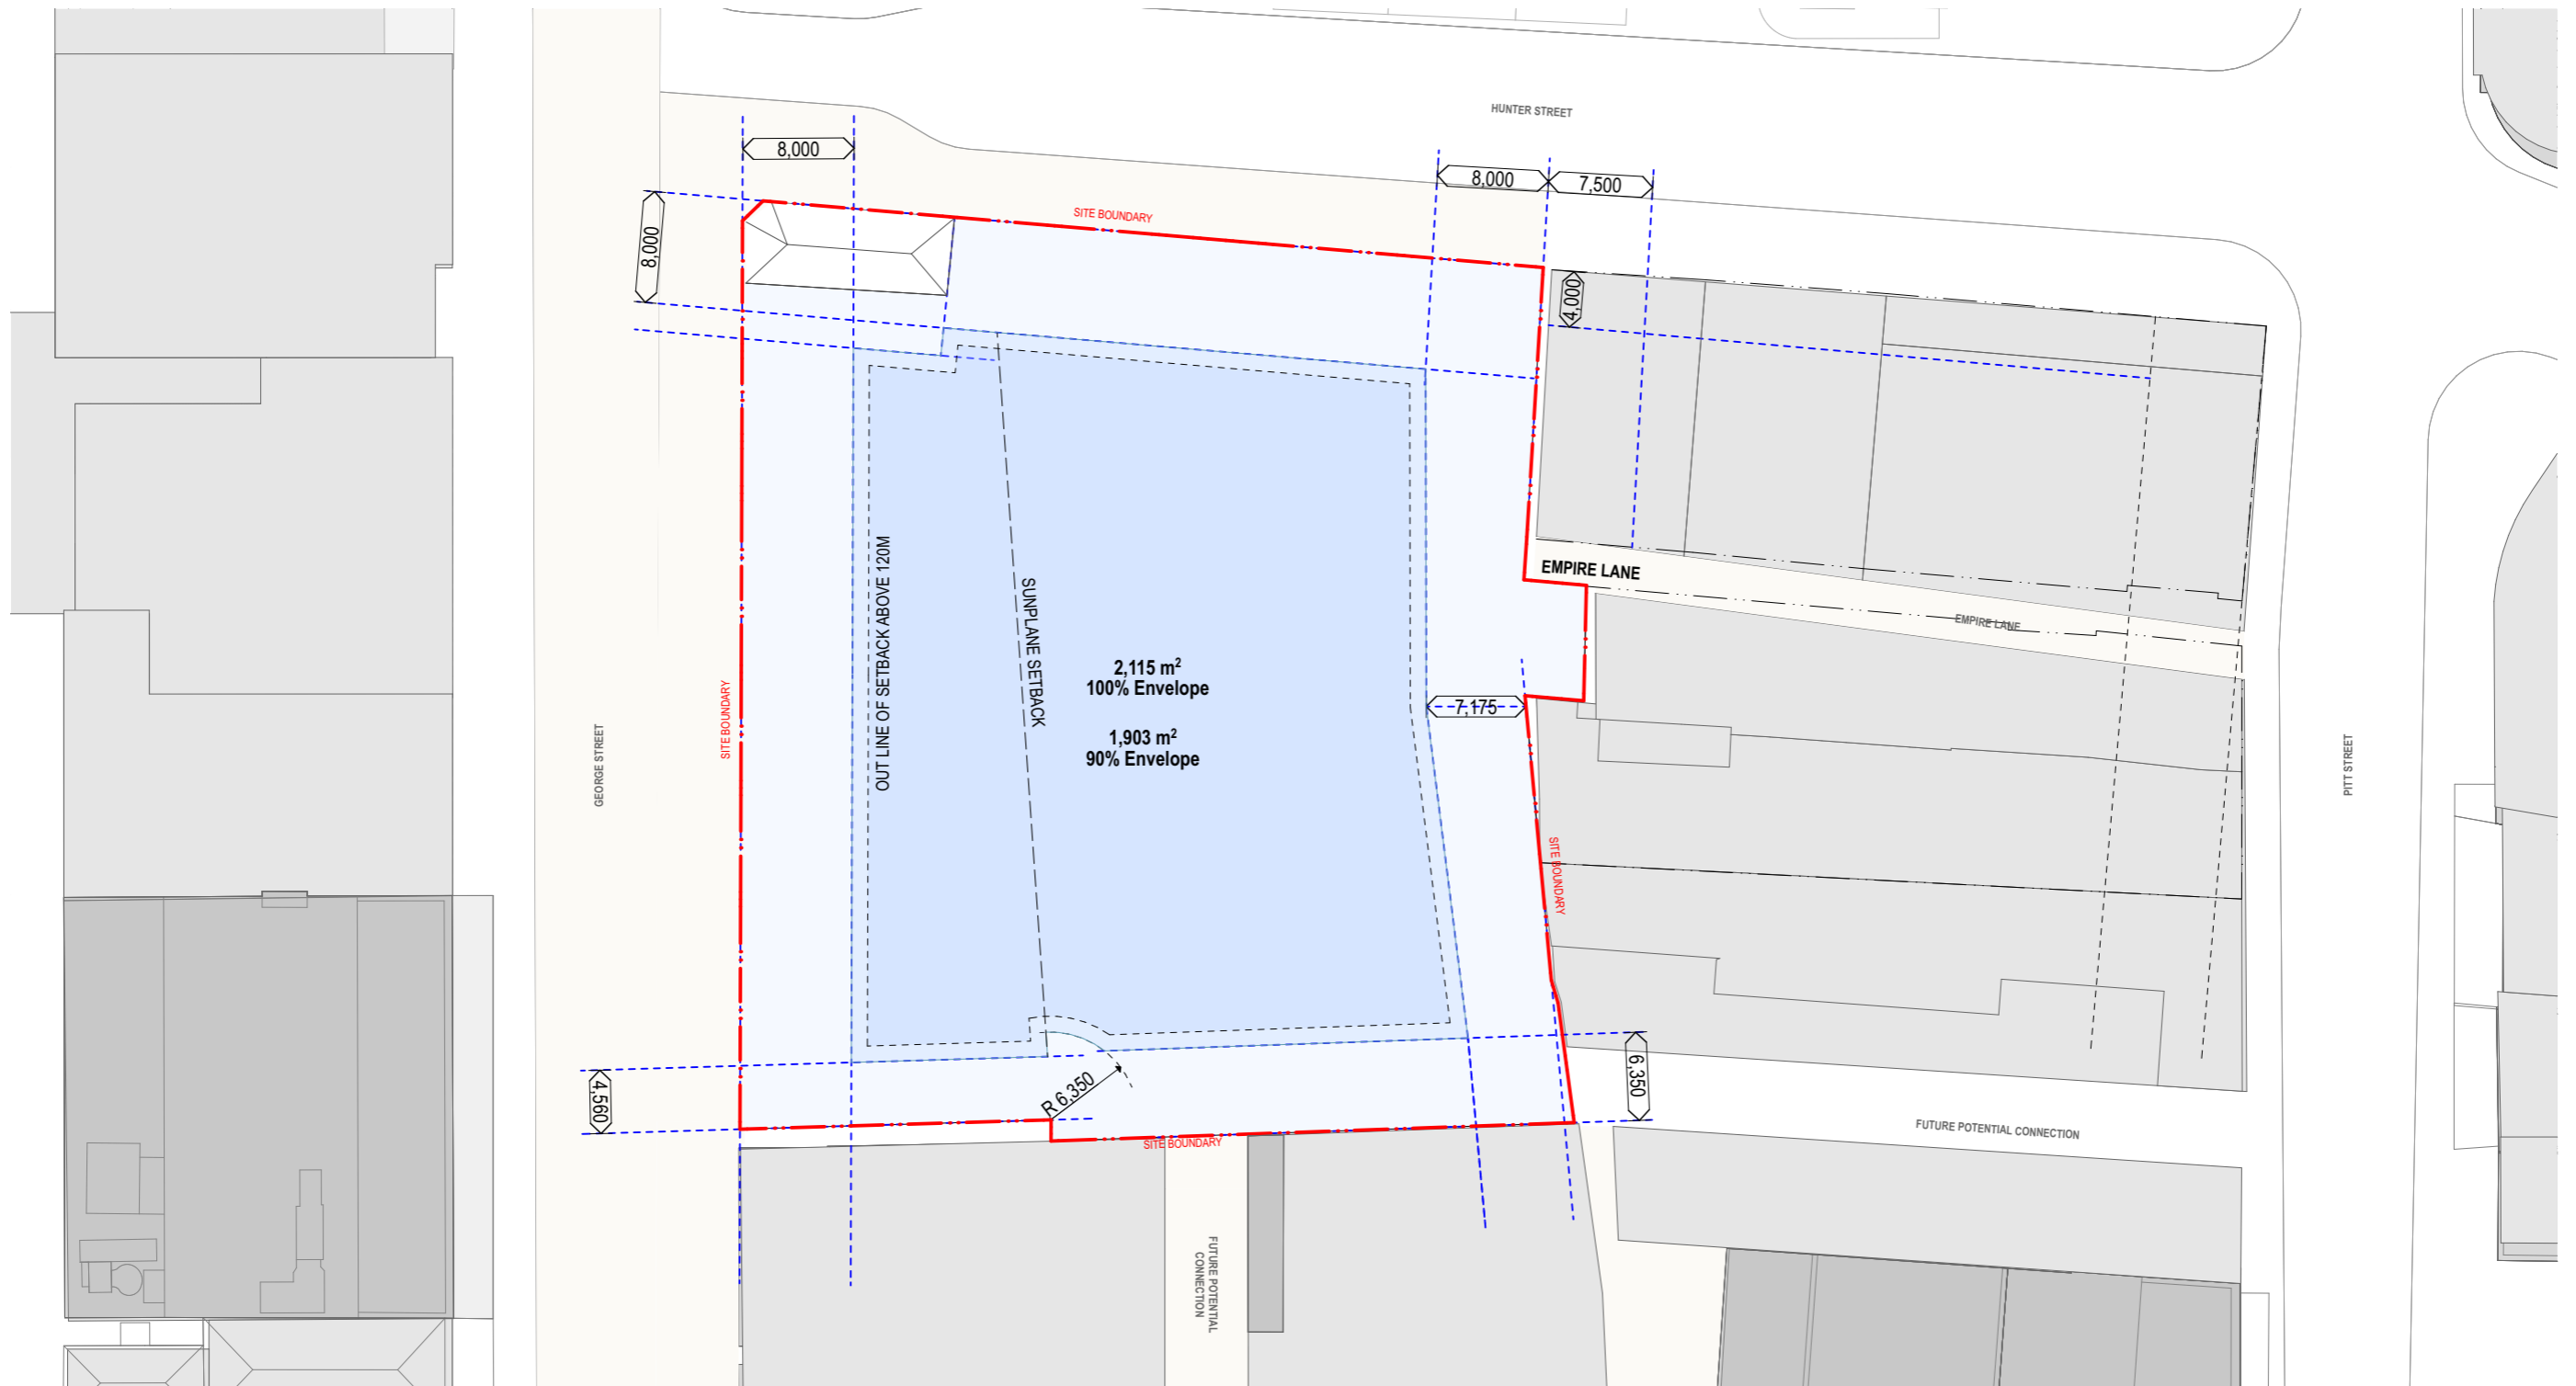 HUNTER STREET
8,000
8,000
7,500
SITE BOUNDARY
8,000
4,000
EMPIRE LANE
EMPIRE LANE
OUT LINE OF SETBACK ABOVE 120M
SUNPLANE SETBACK
2,115 m²
100% Envelope
1,903 m²
90% Envelope
7,175
SITE BOUNDARY
GEORGE STREET
PITT STREET
SITE BOUNDARY
4,560
R 6,350
6,350
SITE BOUNDARY
FUTURE POTENTIAL CONNECTION
FUTURE POTENTIAL
CONNECTION